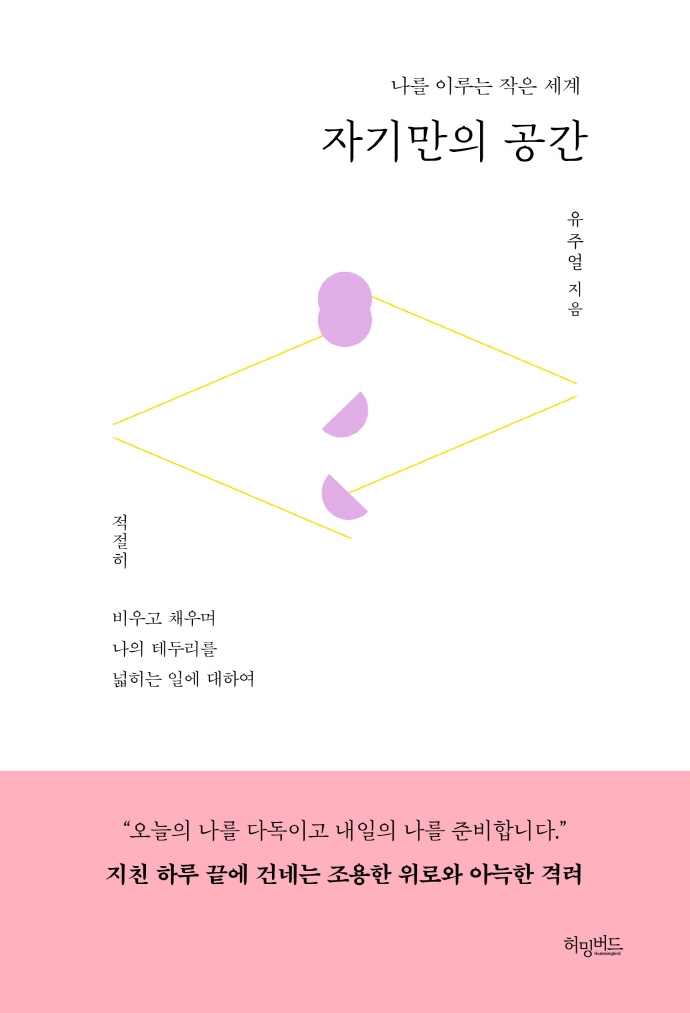 나를 이루는 작은 세계
자기만의 공간
유주얼 지음
적절히
비우고 채우며
나의 테두리를
넓히는 일에 대하여
“오늘의 나를 다독이고 내일의 나를 준비합니다.”
지친 하루 끝에 건네는 조용한 위로와 아늑한 격려
허밍버드
Hummingbird